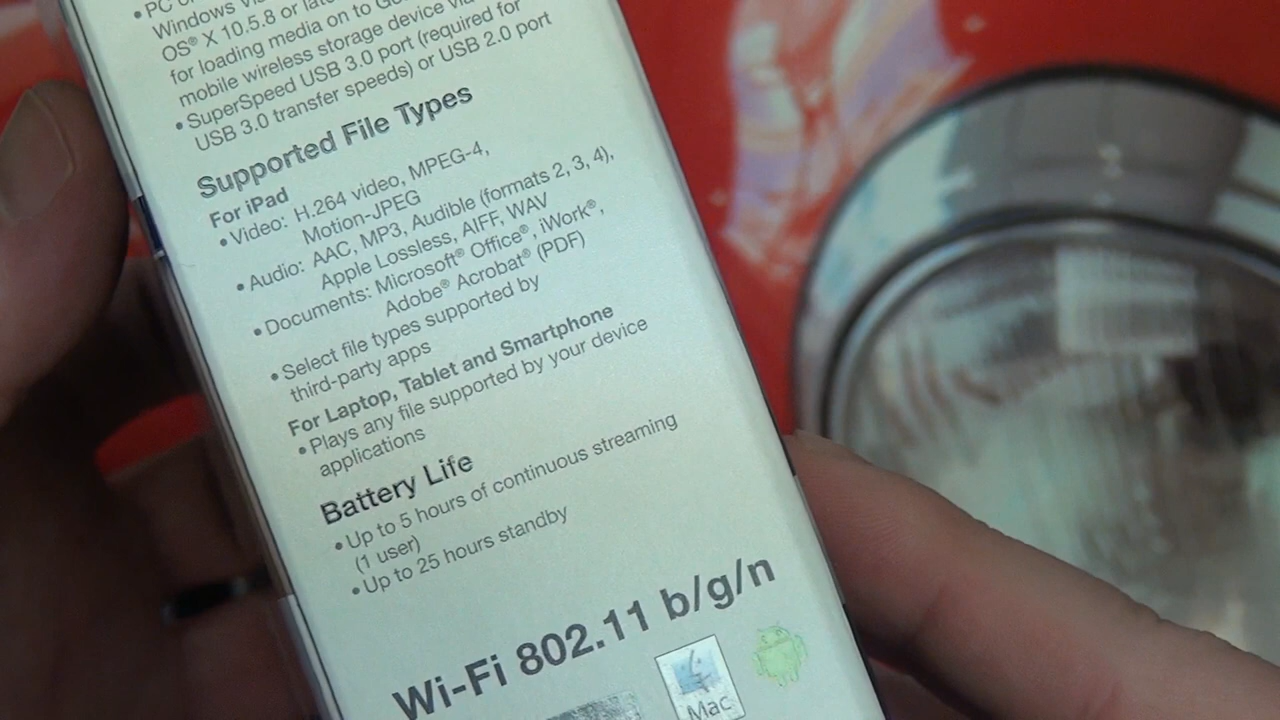 • PC or
Windows Vis
OS® X 10.5.8 or late
for loading media on to Go
mobile wireless storage device via
• SuperSpeed USB 3.0 port (required for
USB 3.0 transfer speeds) or USB 2.0 port
Supported File Types
For iPad
• Video: H.264 video, MPEG-4,
Motion-JPEG
• Audio: AAC, MP3, Audible (formats 2, 3, 4),
Apple Lossless, AIFF, WAV
• Documents: Microsoft® Office®, iWork®,
Adobe® Acrobat® (PDF)
• Select file types supported by
third-party apps
For Laptop, Tablet and Smartphone
• Plays any file supported by your device
applications
Battery Life
• Up to 5 hours of continuous streaming
(1 user)
• Up to 25 hours standby
Wi-Fi 802.11 b/g/n
Mac